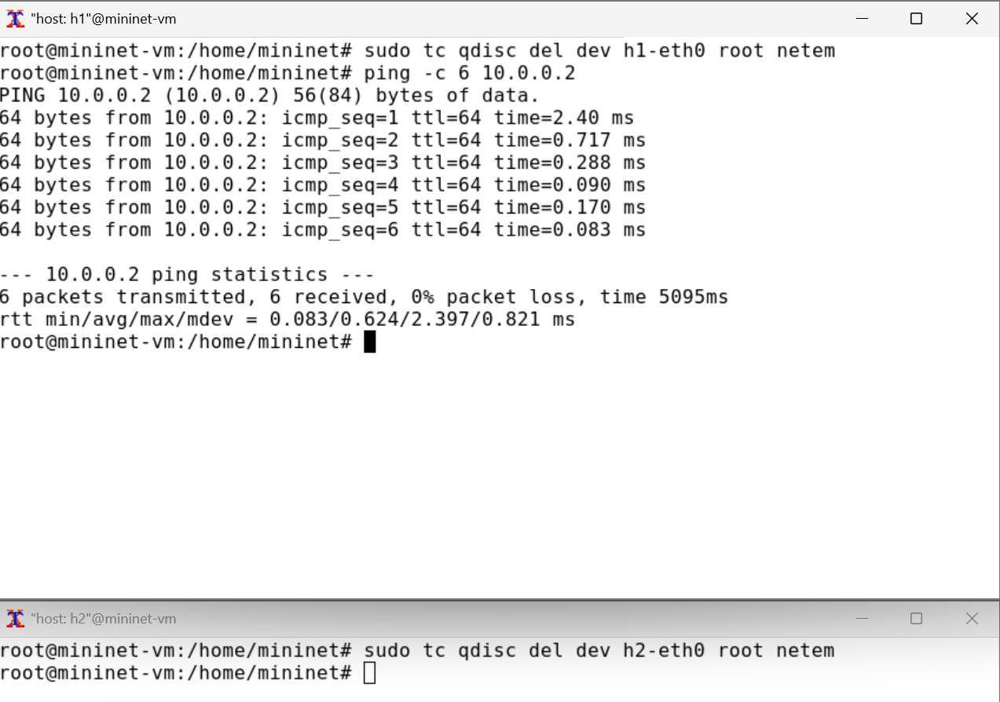 "host: h1"@mininet-vm
root@mininet-vm:/home/mininet# sudo tc qdisc del dev h1-eth0 root netem
root@mininet-vm:/home/mininet# ping -c 6 10.0.0.2
PING 10.0.0.2 (10.0.0.2) 56(84) bytes of data.
64 bytes from 10.0.0.2: icmp_seq=1 ttl=64 time=2.40 ms
64 bytes from 10.0.0.2: icmp_seq=2 ttl=64 time=0.717 ms
64 bytes from 10.0.0.2: icmp_seq=3 ttl=64 time=0.288 ms
64 bytes from 10.0.0.2: icmp_seq=4 ttl=64 time=0.090 ms
64 bytes from 10.0.0.2: icmp_seq=5 ttl=64 time=0.170 ms
64 bytes from 10.0.0.2: icmp_seq=6 ttl=64 time=0.083 ms
--- 10.0.0.2 ping statistics ---
6 packets transmitted, 6 received, 0% packet loss, time 5095ms
rtt min/avg/max/mdev = 0.083/0.624/2.397/0.821 ms
root@mininet-vm:/home/mininet#
"host: h2"@mininet-vm
root@mininet-vm:/home/mininet# sudo tc qdisc del dev h2-eth0 root netem
root@mininet-vm:/home/mininet#